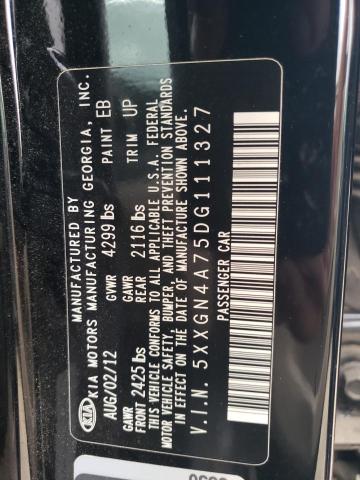 MANUFACTURED BY
KIA KIA MOTORS MANUFACTURING GEORGIA, INC.
AUG/02/12 GVWR 4299 lbs PAINT EB
GAWR FRONT 2425 lbs GAWR REAR 2116 lbs TRIM UP
THIS VEHICLE CONFORMS TO ALL APPLICABLE U.S.A. FEDERAL
MOTOR VEHICLE SAFETY, BUMPER, AND THEFT PREVENTION STANDARDS
IN EFFECT ON THE DATE OF MANUFACTURE SHOWN ABOVE.
V.I.N. 5XXGN4A75DG111327
PASSENGER CAR